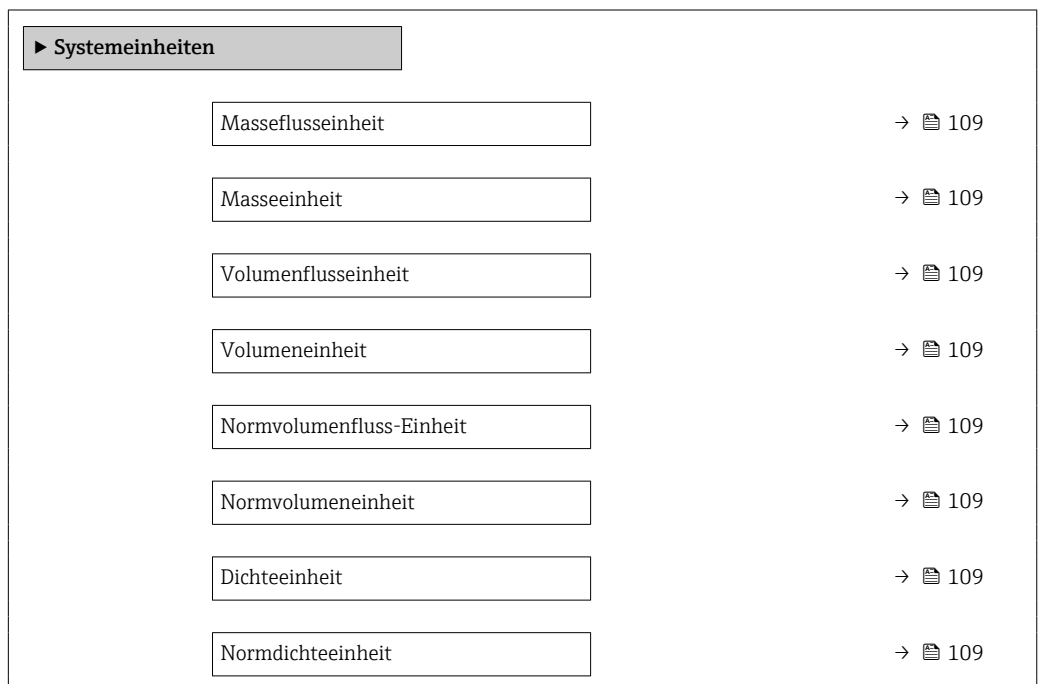 ▶ Systemeinheiten
Masseflusseinheit → 109
Masseeinheit → 109
Volumenflusseinheit → 109
Volumeneinheit → 109
Normvolumenfluss-Einheit → 109
Normvolumeneinheit → 109
Dichteeinheit → 109
Normdichteeinheit → 109